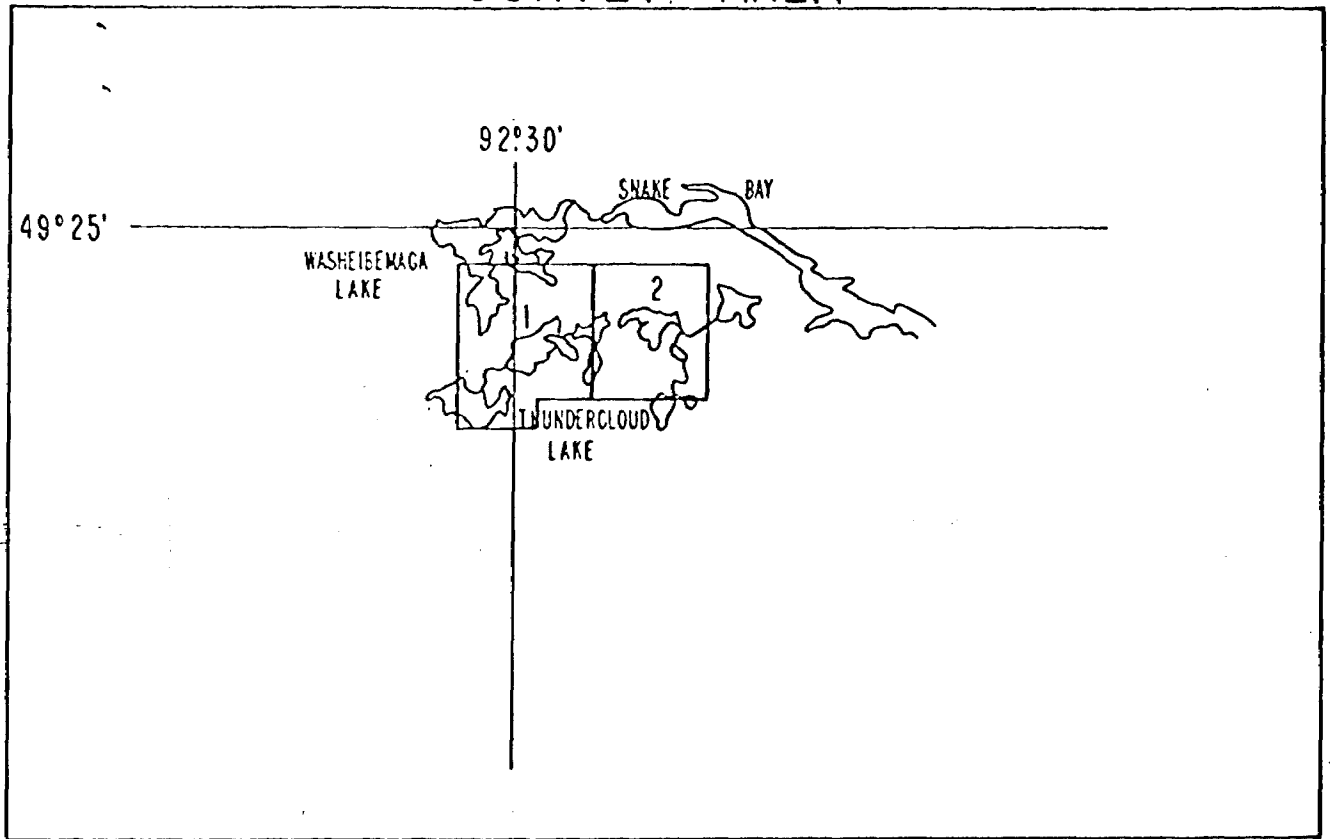 92°30'
SNAKE BAY
49°25'
WASHEIBEMAGA
LAKE
2
1
THUNDERCLOUD
LAKE